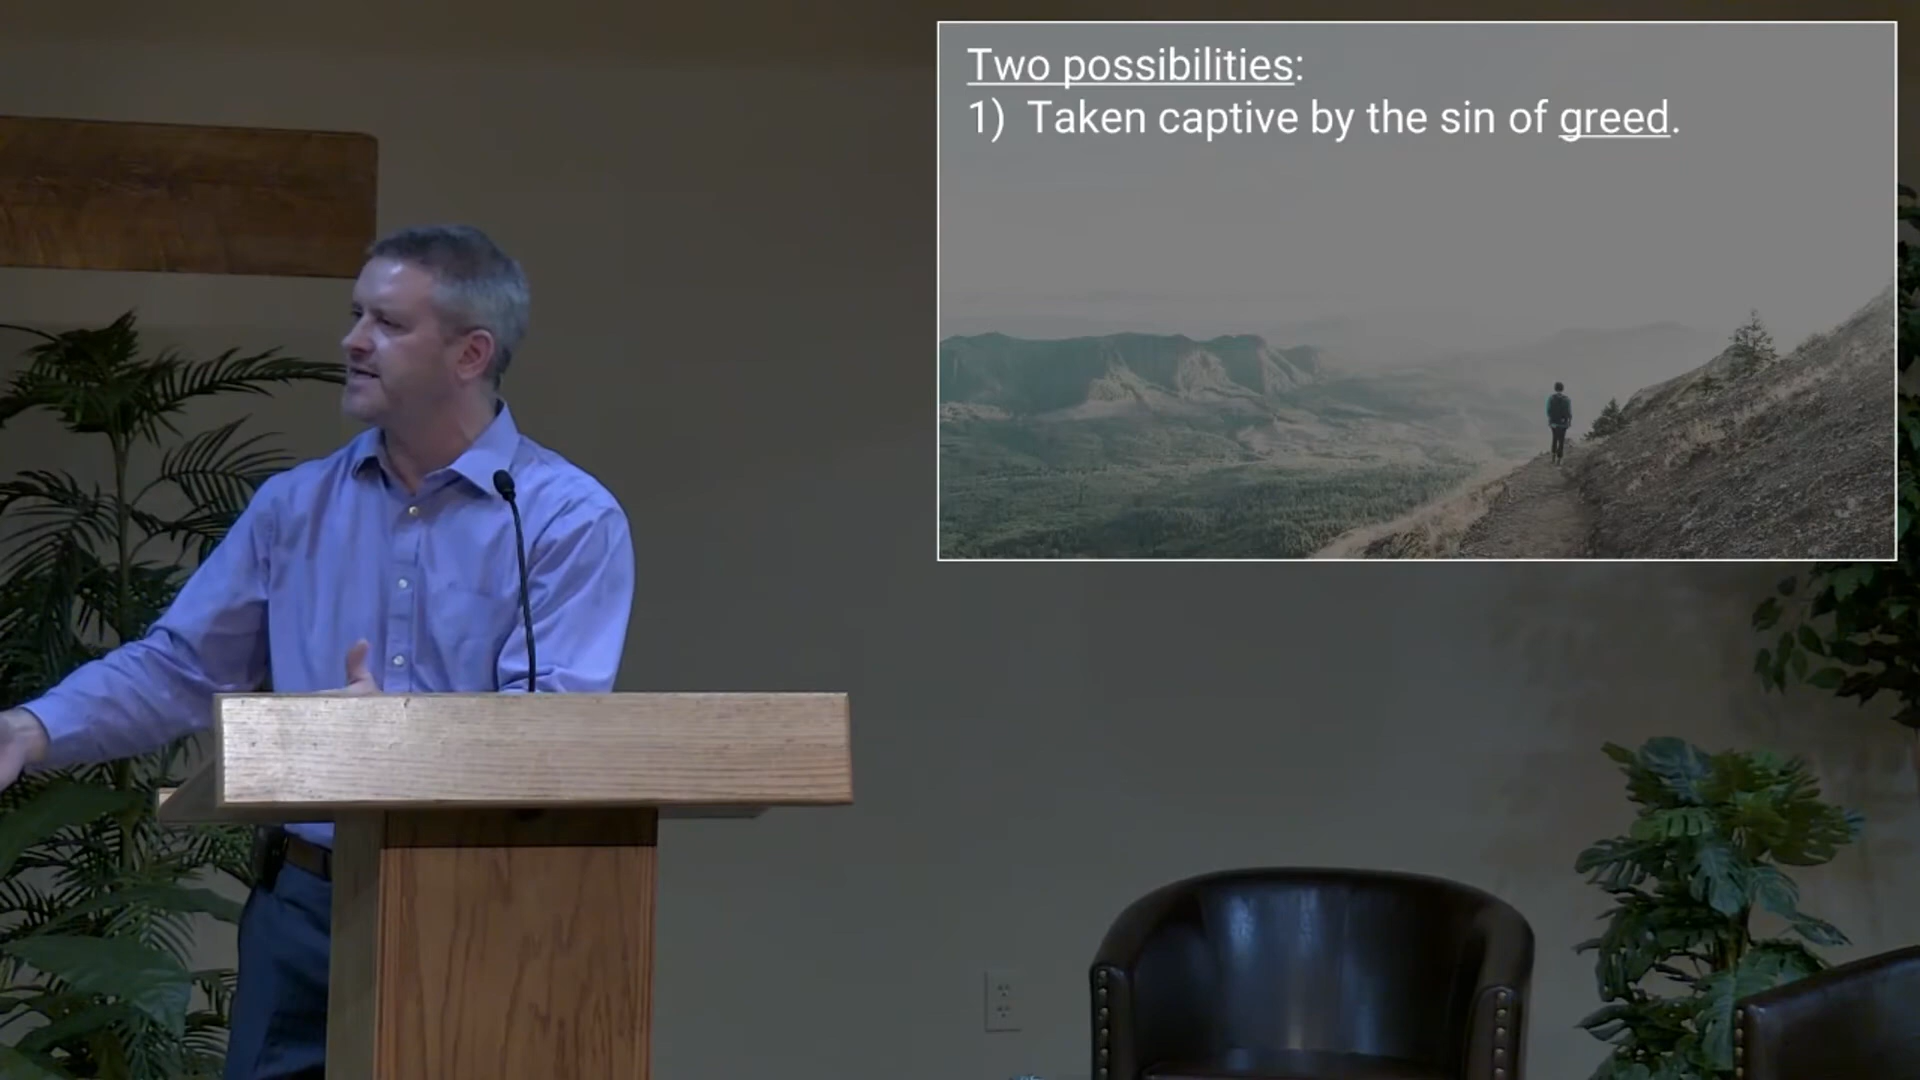 Two possibilities:
1) Taken captive by the sin of greed.